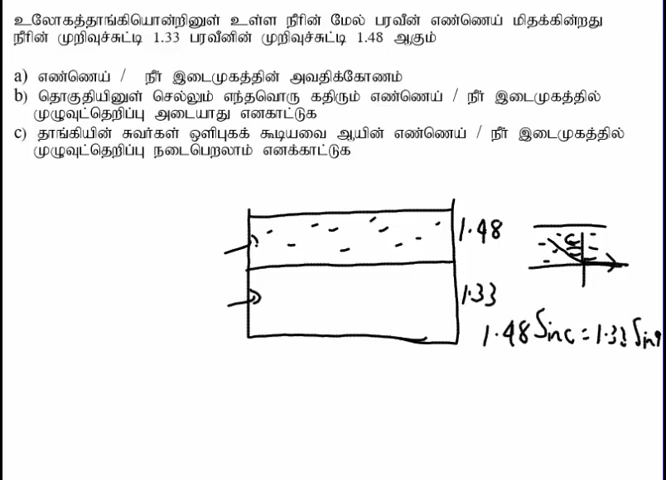 உலோகத்தாங்கியொன்றினுள் உள்ள நீரின் மேல் பரவீன் எண்ணெய் மிதக்கின்றது
நீரின் முறிவுச்சுட்டி 1.33 பரவீனின் முறிவுச்சுட்டி 1.48 ஆகும்
a) எண்ணெய் / நீர் இடைமுகத்தின் அவதிக்கோணம்
b) தொகுதியினுள் செல்லும் எந்தவொரு கதிரும் எண்ணெய் / நீர் இடைமுகத்தில்
முழுவுட்தெறிப்பு அடையாது எனகாட்டுக
c) தாங்கியின் சுவர்கள் ஒளிபுகக் கூடியவை ஆயின் எண்ணெய் / நீர் இடைமுகத்தில்
முழுவுட்தெறிப்பு நடைபெறலாம் எனக்காட்டுக
1.48
C
1.33
1.48 Sinc = 1.33 Sin9